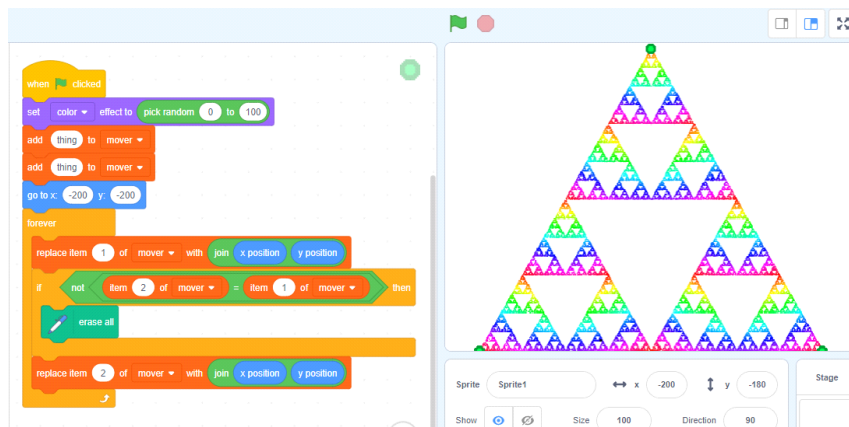 when clicked
set color effect to pick random 0 to 100
add thing to mover
add thing to mover
go to x: -200 y: -200
forever
replace item 1 of mover with join x position y position
if not item 2 of mover = item 1 of mover then
erase all
replace item 2 of mover with join x position y position
Sprite Sprite1 x -200 y -180
Show Size 100 Direction 90
Stage